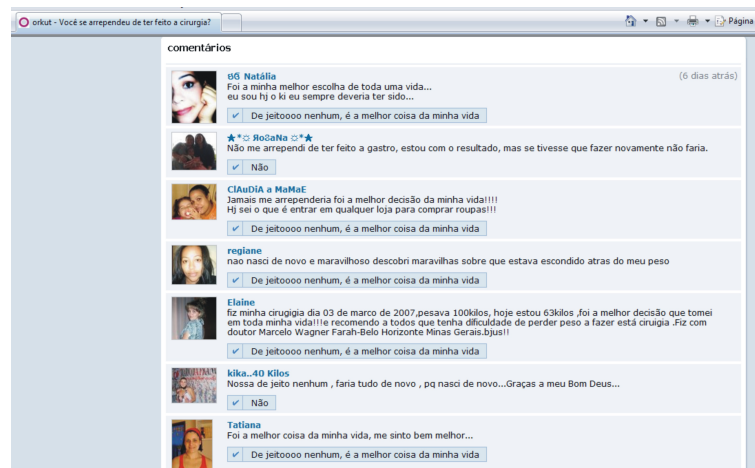 orkut - Você se arrependeu de ter feito a cirurgia?
Página
comentários
Natália
(6 dias atrás)
Foi a minha melhor escolha de toda uma vida...
eu sou hj o ki eu sempre deveria ter sido...
De jeitoooo nenhum, é a melhor coisa da minha vida
★*☼ ЯoƧaNa ☼*★
Não me arrependi de ter feito a gastro, estou com o resultado, mas se tivesse que fazer novamente não faria.
Não
ClAuDiA a MaMaE
Jamais me arrependeria foi a melhor decisão da minha vida!!!!
Hj sei o que é entrar em qualquer loja para comprar roupas!!!
De jeitoooo nenhum, é a melhor coisa da minha vida
regiane
nao nasci de novo e maravilhoso descobri maravilhas sobre que estava escondido atras do meu peso
De jeitoooo nenhum, é a melhor coisa da minha vida
Elaine
fiz minha cirugigia dia 03 de marco de 2007,pesava 100kilos, hoje estou 63kilos ,foi a melhor decisão que tomei
em toda minha vida!!!e recomendo a todos que tenha dificuldade de perder peso a fazer está ciruigia .Fiz com
doutor Marcelo Wagner Farah-Belo Horizonte Minas Gerais.bjus!!
De jeitoooo nenhum, é a melhor coisa da minha vida
kika..40 Kilos
Nossa de jeito nenhum , faria tudo de novo , pq nasci de novo...Graças a meu Bom Deus...
Não
Tatiana
Foi a melhor coisa da minha vida, me sinto bem melhor...
De jeitoooo nenhum, é a melhor coisa da minha vida